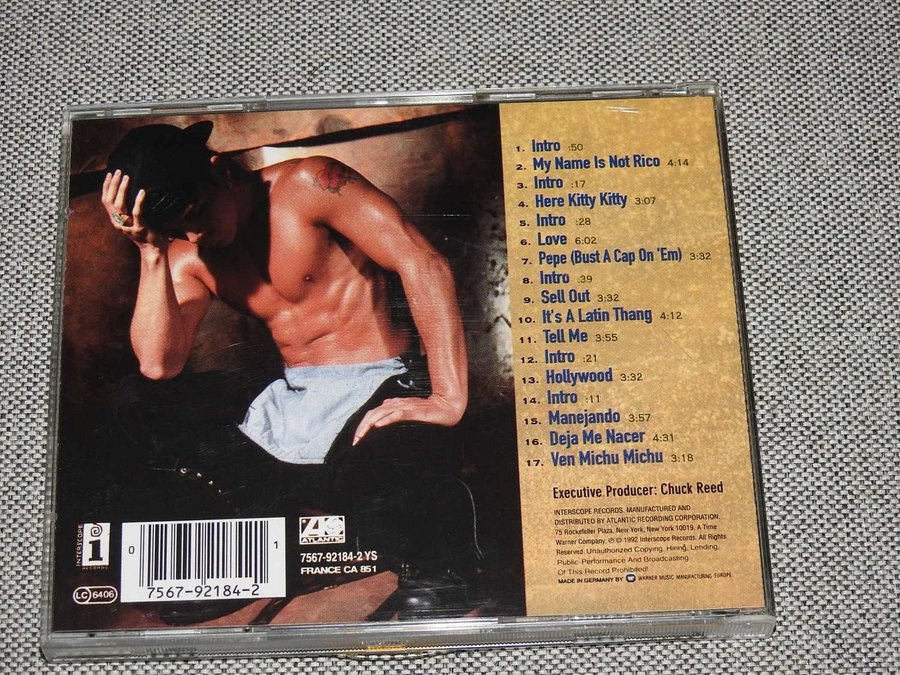 1. Intro :50
2. My Name Is Not Rico 4:14
3. Intro :17
4. Here Kitty Kitty 3:07
5. Intro :28
6. Love 6:02
7. Pepe (Bust A Cap On 'Em) 3:32
8. Intro :39
9. Sell Out 3:32
10. It's A Latin Thang 4:12
11. Tell Me 3:55
12. Intro :21
13. Hollywood 3:32
14. Intro :11
15. Manejando 3:57
16. Deja Me Nacer 4:31
17. Ven Michu Michu 3:18
Executive Producer: Chuck Reed
INTERSCOPE RECORDS. MANUFACTURED AND
DISTRIBUTED BY ATLANTIC RECORDING CORPORATION.
75 Rockefeller Plaza, New York, New York 10019. A Time
Warner Company. ℗ © 1992 Interscope Records. All Rights
Reserved. Unauthorized Copying, Hiring, Lending,
Public Performance And Broadcasting
Of This Record Prohibited
MADE IN GERMANY BY WARNER MUSIC MANUFACTURING EUROPE
INTERSCOPE
RECORDS
i
LC 6406
0 1
7567-92184-2
ATLANTIC
7567-92184-2 YS
FRANCE CA 851